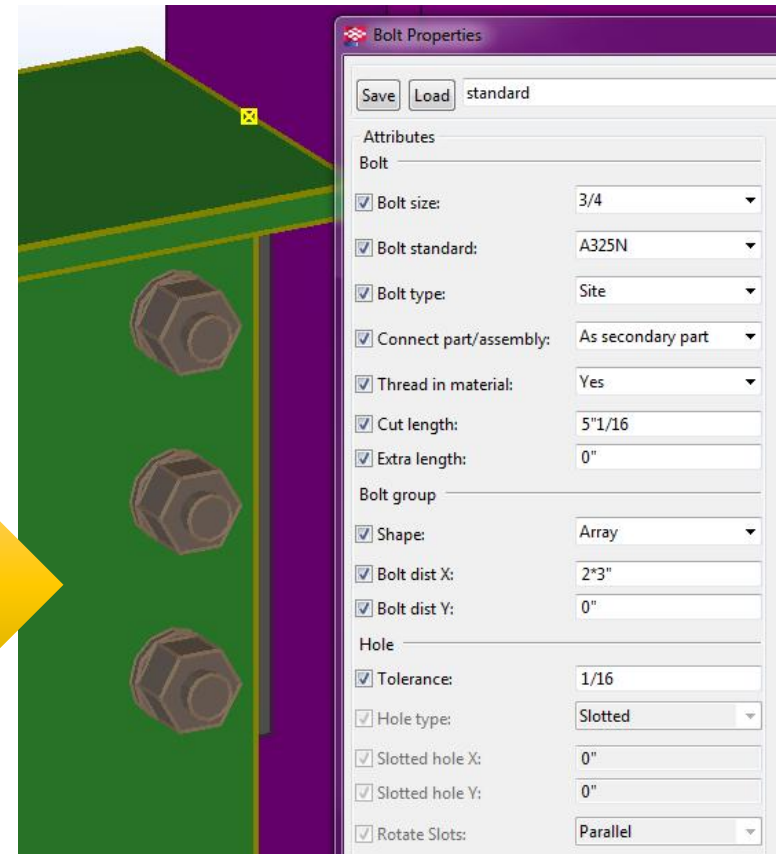 Bolt Properties
Save Load standard
Attributes
Bolt
Bolt size: 3/4
Bolt standard: A325N
Bolt type: Site
Connect part/assembly: As secondary part
Thread in material: Yes
Cut length: 5"1/16
Extra length: 0"
Bolt group
Shape: Array
Bolt dist X: 2*3"
Bolt dist Y: 0"
Hole
Tolerance: 1/16
Hole type: Slotted
Slotted hole X: 0"
Slotted hole Y: 0"
Rotate Slots: Parallel